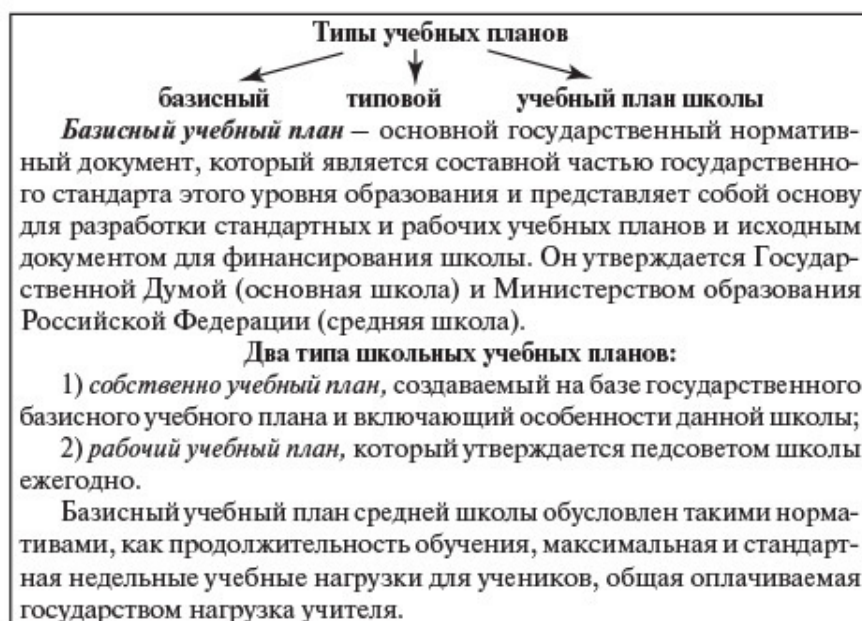 Типы учебных планов
базисный типовой учебный план школы
Базисный учебный план – основной государственный норматив-
ный документ, который является составной частью государственно-
го стандарта этого уровня образования и представляет собой основу
для разработки стандартных и рабочих учебных планов и исходным
документом для финансирования школы. Он утверждается Государ-
ственной Думой (основная школа) и Министерством образования
Российской Федерации (средняя школа).
Два типа школьных учебных планов:
1) собственно учебный план, создаваемый на базе государственного
базисного учебного плана и включающий особенности данной школы;
2) рабочий учебный план, который утверждается педсоветом школы
ежегодно.
Базисный учебный план средней школы обусловлен такими норма-
тивами, как продолжительность обучения, максимальная и стандарт-
ная недельные учебные нагрузки для учеников, общая оплачиваемая
государством нагрузка учителя.